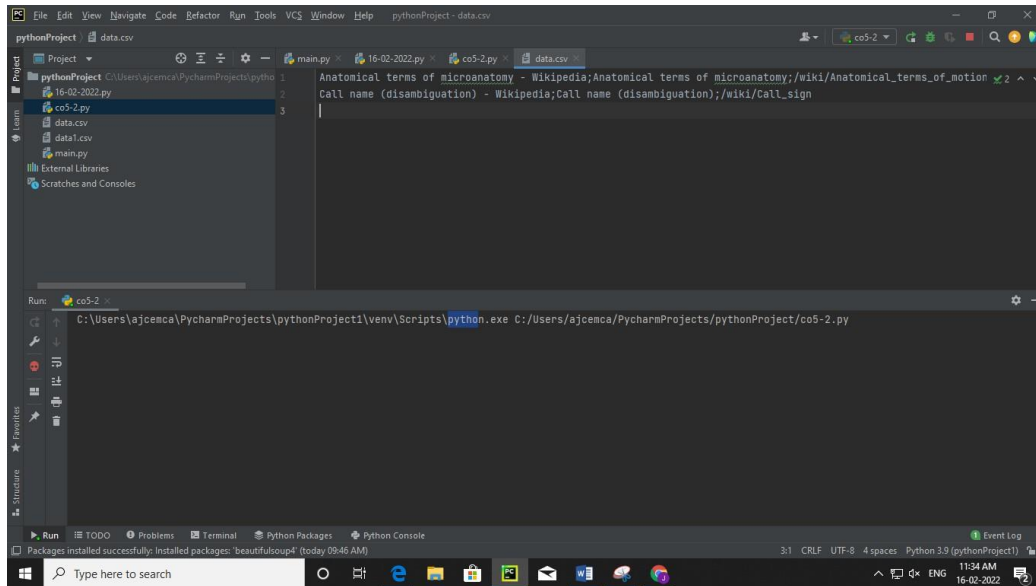 File Edit View Navigate Code Refactor Run Tools VCS Window Help pythonProject - data.csv
pythonProject data.csv co5-2
Project main.py 16-02-2022.py co5-2.py data.csv
pythonProject C:\Users\ajcemca\PycharmProjects\pytho
16-02-2022.py
co5-2.py
data.csv
data1.csv
main.py
External Libraries
Scratches and Consoles
1 Anatomical terms of microanatomy - Wikipedia;Anatomical terms of microanatomy;/wiki/Anatomical_terms_of_motion 2
2 Call name (disambiguation) - Wikipedia;Call name (disambiguation);/wiki/Call_sign
3
Project
Learn
Favorites
Structure
Run: co5-2
C:\Users\ajcemca\PycharmProjects\pythonProject1\venv\Scripts\python.exe C:/Users/ajcemca/PycharmProjects/pythonProject/co5-2.py
Run TODO Problems Terminal Python Packages Python Console 1 Event Log
Packages installed successfully: Installed packages: 'beautifulsoup4' (today 09:46 AM) 3:1 CRLF UTF-8 4 spaces Python 3.9 (pythonProject1)
Type here to search ENG 11:34 AM
16-02-2022